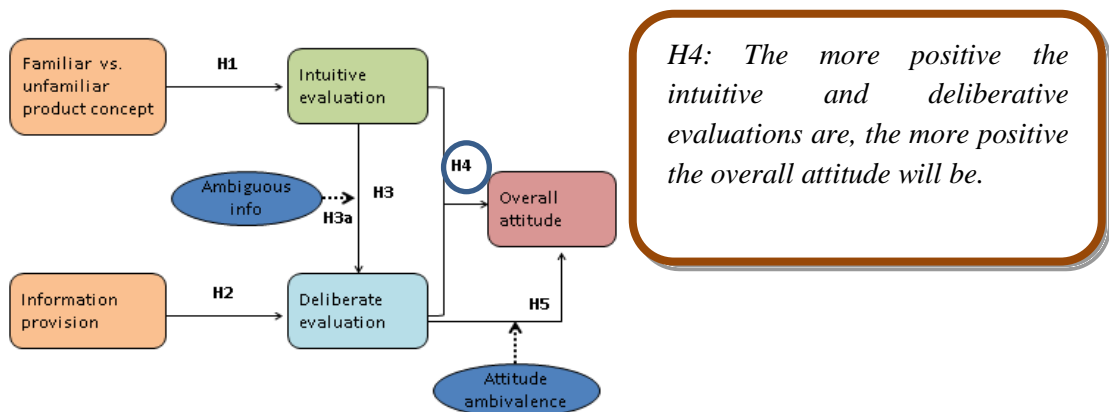 Familiar vs.
unfamiliar
product concept
H1
Intuitive
evaluation
H4
Ambiguous
info
H3
H3a
Overall
attitude
Information
provision
H2
Deliberate
evaluation
H5
Attitude
ambivalence
H4: The more positive the
intuitive and deliberative
evaluations are, the more positive
the overall attitude will be.